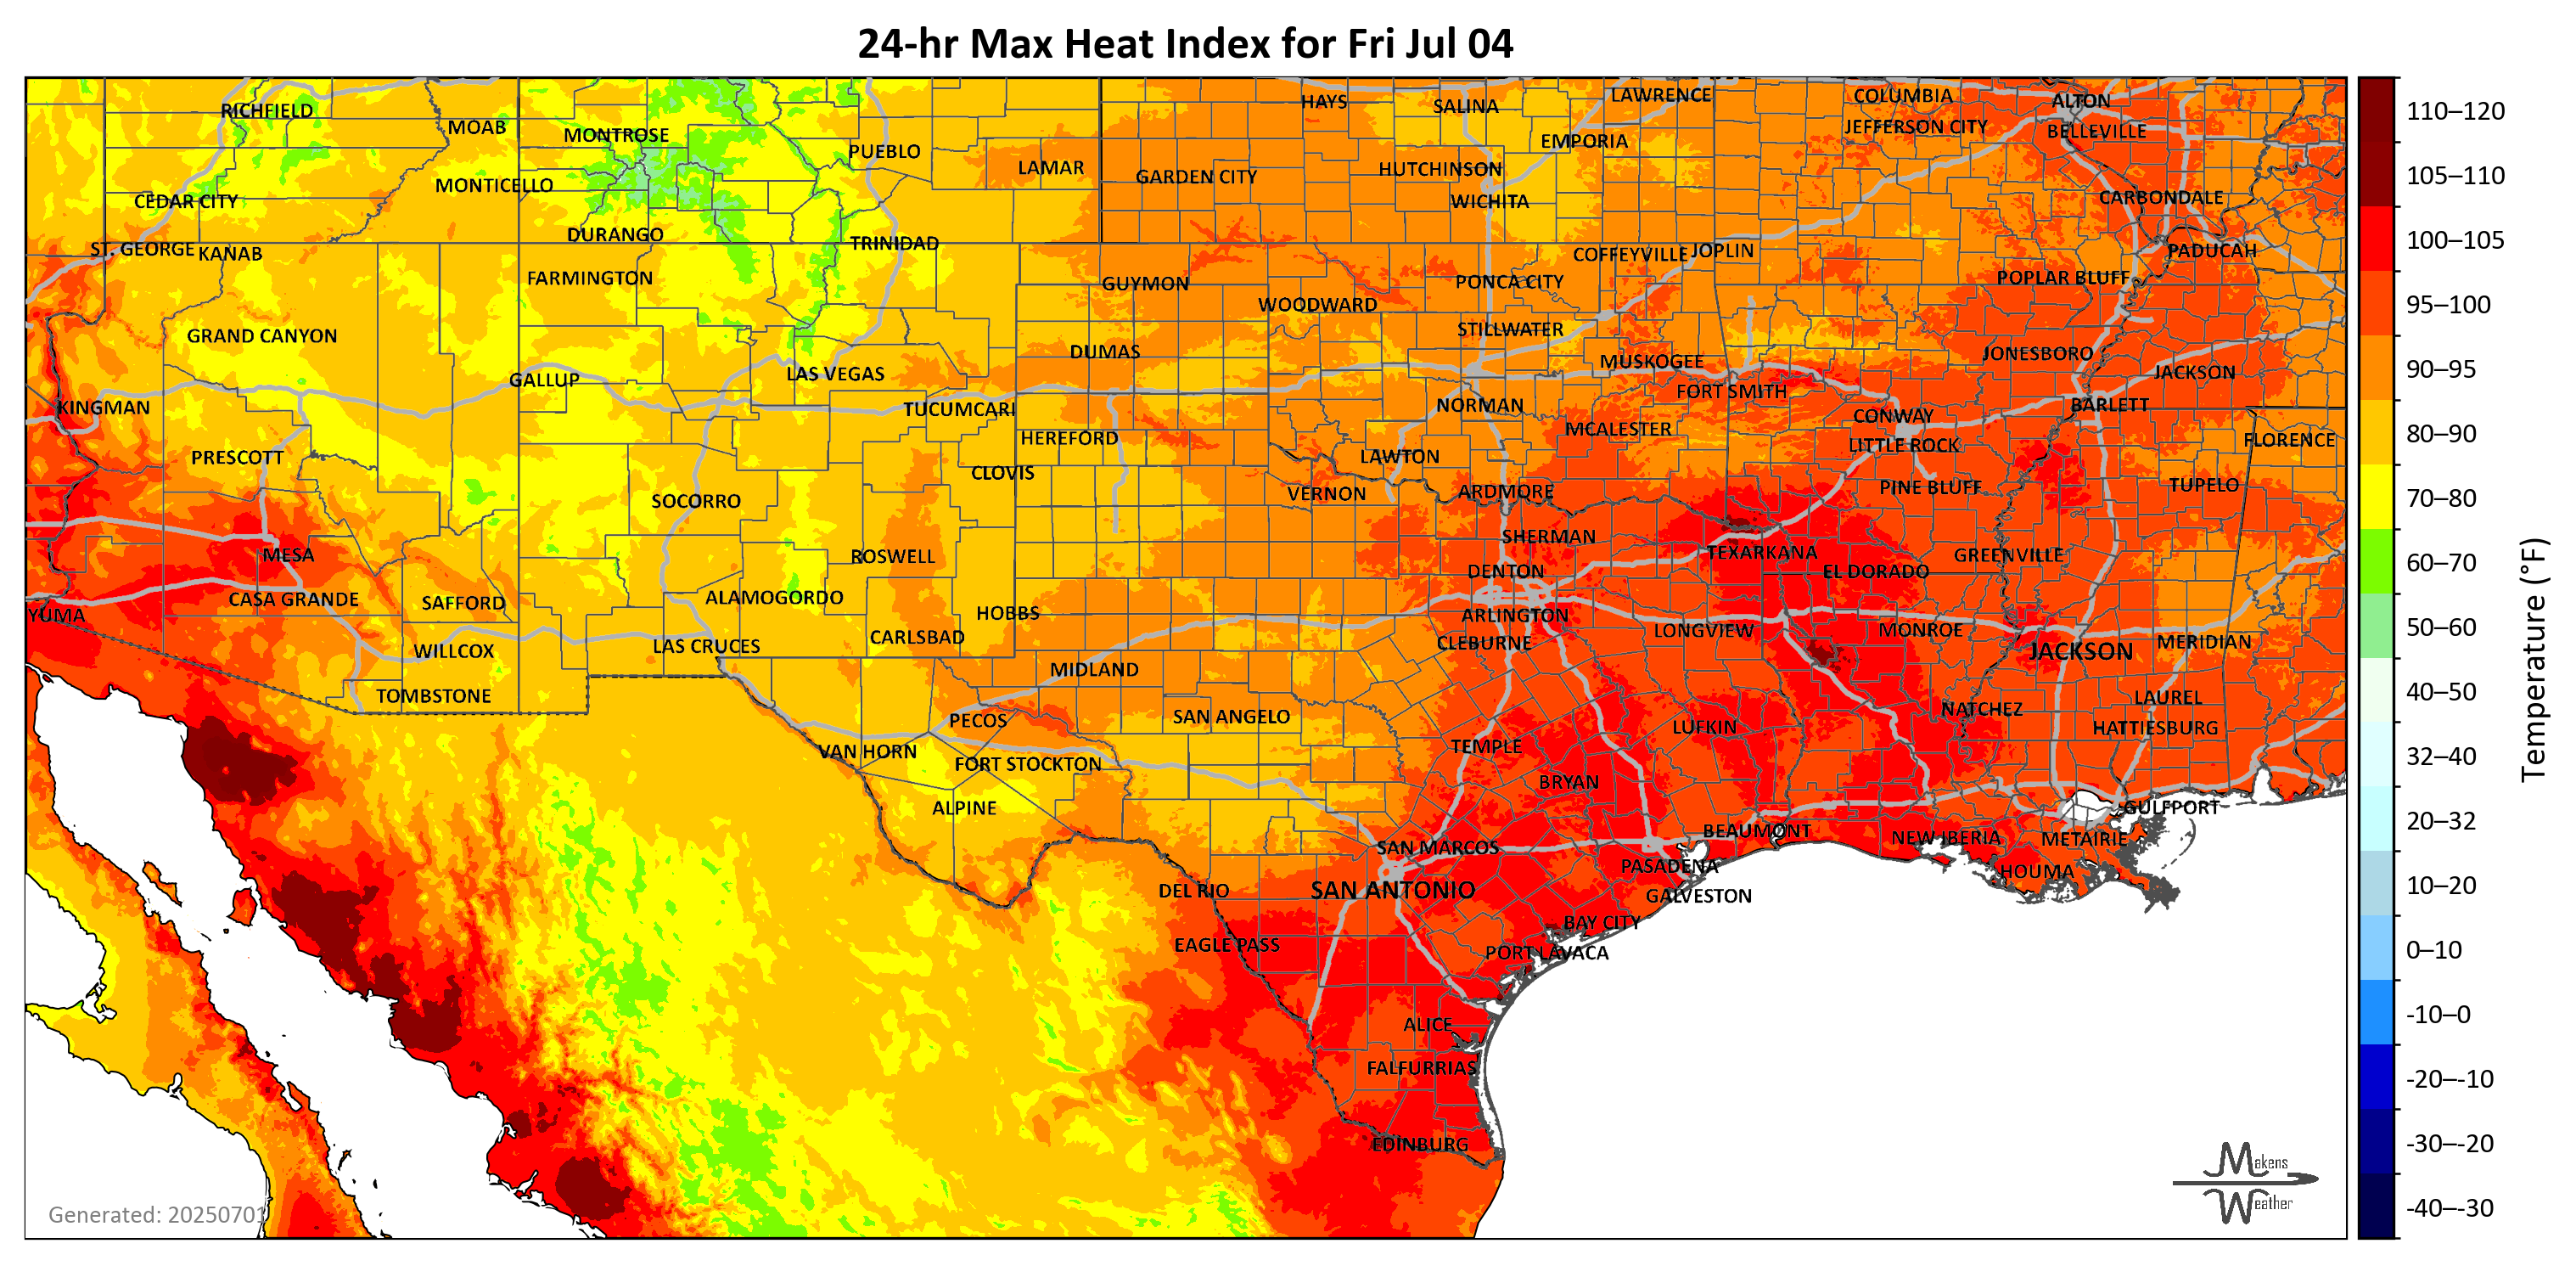 24-hr Max Heat Index for Fri Jul 04
RICHFIELD
MOAB
MONTROSE
PUEBLO
LAMAR
HAYS
SALINA
LAWRENCE
COLUMBIA
ALTON
EMPORIA
JEFFERSON CITY
BELLEVILLE
CEDAR CITY
MONTICELLO
GARDEN CITY
HUTCHINSON
WICHITA
CARBONDALE
ST. GEORGE
KANAB
DURANGO
TRINIDAD
COFFEYVILLE
JOPLIN
PADUCAH
FARMINGTON
GUYMON
WOODWARD
PONCA CITY
POPLAR BLUFF
GRAND CANYON
DUMAS
STILLWATER
MUSKOGEE
JONESBORO
JACKSON
GALLUP
LAS VEGAS
FORT SMITH
KINGMAN
TUCUMCARI
NORMAN
CONWAY
BARLETT
HEREFORD
MCALESTER
LITTLE ROCK
FLORENCE
PRESCOTT
CLOVIS
LAWTON
SOCORRO
VERNON
ARDMORE
PINE BLUFF
TUPELO
MESA
ROSWELL
SHERMAN
TEXARKANA
GREENVILLE
DENTON
EL DORADO
CASA GRANDE
SAFFORD
ALAMOGORDO
HOBBS
ARLINGTON
YUMA
WILLCOX
LAS CRUCES
CARLSBAD
CLEBURNE
LONGVIEW
MONROE
JACKSON
MERIDIAN
TOMBSTONE
MIDLAND
PECOS
SAN ANGELO
LUFKIN
NATCHEZ
LAUREL
HATTIESBURG
VAN HORN
FORT STOCKTON
TEMPLE
BRYAN
ALPINE
GULFPORT
SAN MARCOS
BEAUMONT
NEW IBERIA
METAIRIE
DEL RIO
SAN ANTONIO
PASADENA
GALVESTON
HOUMA
EAGLE PASS
BAY CITY
PORT LAVACA
ALICE
FALFURRIAS
EDINBURG
Generated: 20250701
Makens
Weather
110–120
105–110
100–105
95–100
90–95
80–90
70–80
60–70
50–60
40–50
32–40
20–32
10–20
0–10
-10–0
-20–-10
-30–-20
-40–-30
Temperature (°F)